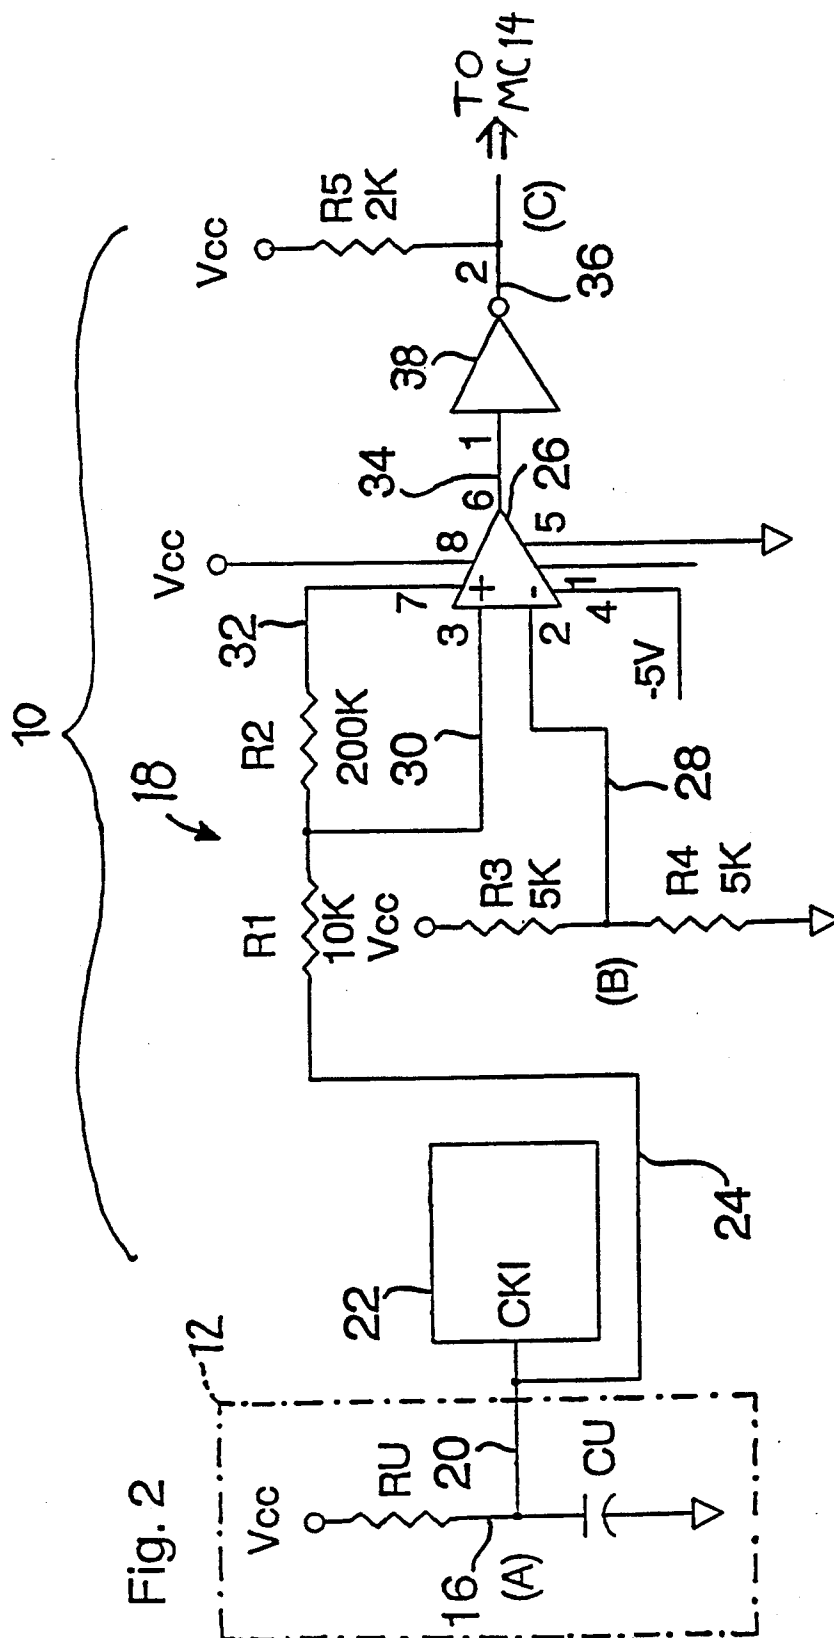 Fig. 2
12
10
18
Vcc
RU
16
(A)
20
CU
22
CKI
24
R1
10K
R2
200K
32
30
Vcc
R3
5K
(B)
R4
5K
28
Vcc
7
8
3
+
2
-
1
4
5
-5V
6
26
34
1
38
2
36
Vcc
R5
2K
(C)
TO
MC14